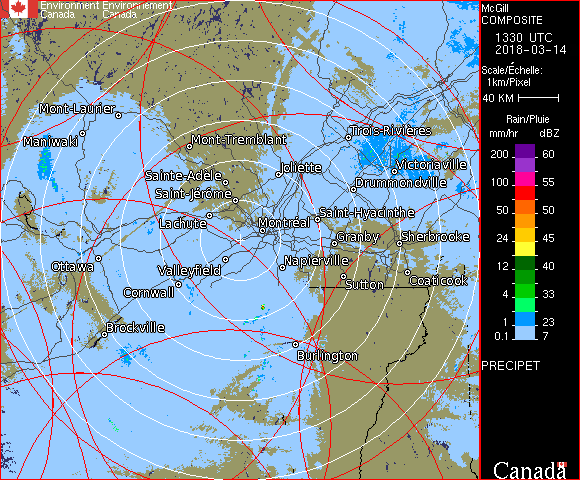 Environment Environnement
Canada Canada
McGill
COMPOSITE
1330 UTC
2018-03-14
Scale/Échelle:
1km/Pixel
40 KM
Rain/Pluie
mm/hr dBZ
200 60
100 55
50 50
24 45
12 40
4 33
1 23
0.1 7
PRECIPET
Canada
Mont-Laurier
Maniwaki
Mont-Tremblant
Trois-Rivières
Joliette
Victoriaville
Sainte-Adèle
Drummondville
Saint-Jérôme
Lachute
Saint-Hyacinthe
Montréal
Granby
Sherbrooke
Ottawa
Valleyfield
Napierville
Cornwall
Sutton
Coaticook
Brockville
Burlington